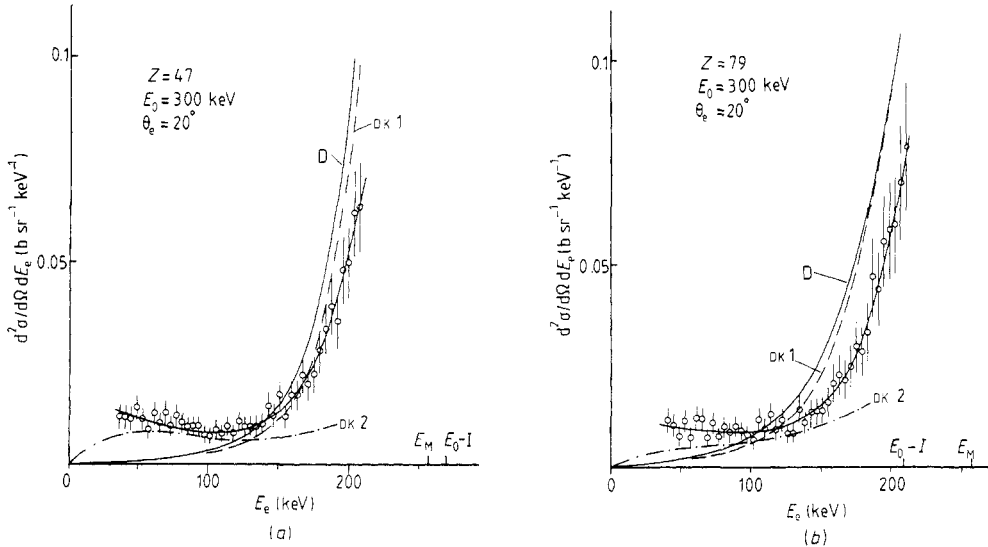 0.1
Z = 47
E₀ = 300 keV
θₑ = 20°
DK 1
D
0.05
d²σ/dΩ dEₑ (b sr⁻¹ keV⁻¹)
DK 2
E_M E₀–I
0 100 200
Eₑ (keV)
(a)
0.1
Z = 79
E₀ = 300 keV
θₑ = 20°
D
0.05
d²σ/dΩ dEₑ (b sr⁻¹ keV⁻¹)
DK 1
DK 2
E₀–I E_M
0 100 200
Eₑ (keV)
(b)